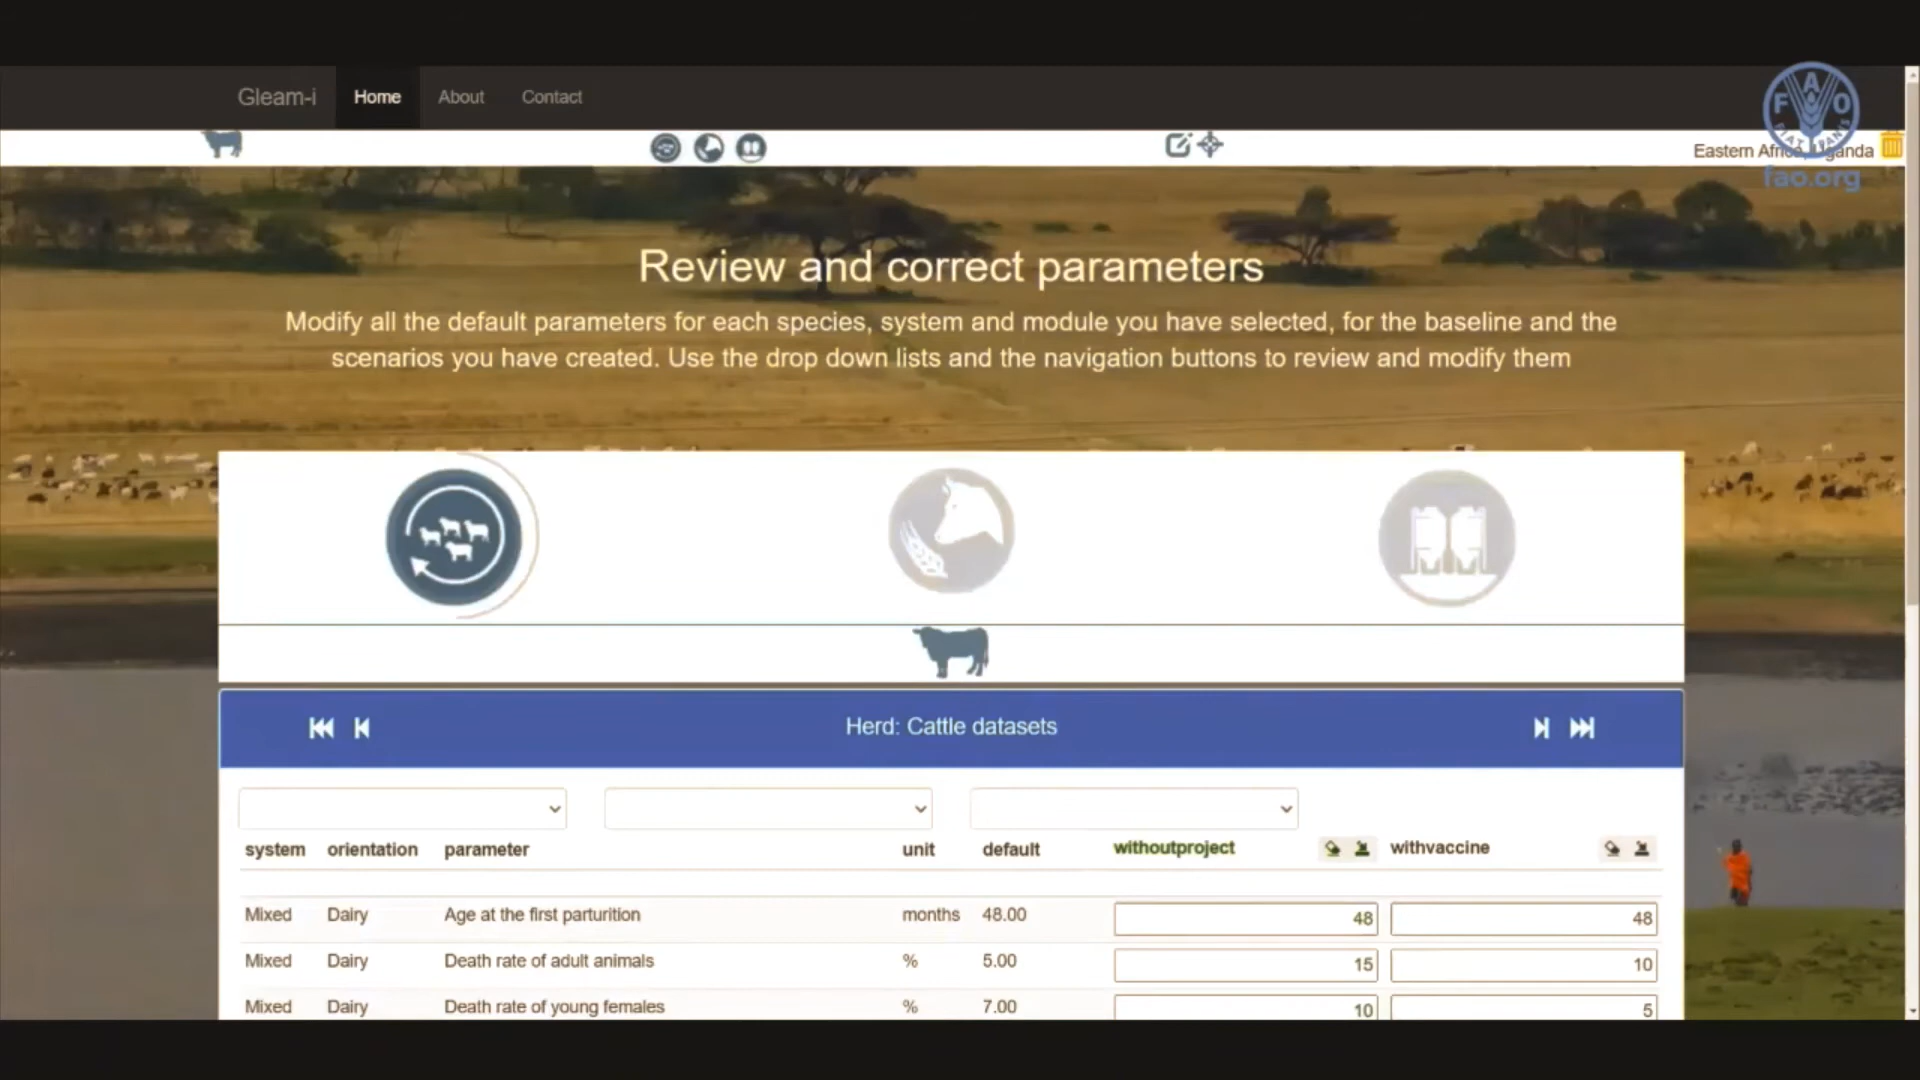 Gleam-i Home About Contact
F A O
FIAT PANIS
Eastern Africa, Uganda
fao.org
Review and correct parameters
Modify all the default parameters for each species, system and module you have selected, for the baseline and the
scenarios you have created. Use the drop down lists and the navigation buttons to review and modify them
Herd: Cattle datasets
system orientation parameter unit default withoutproject withvaccine
Mixed Dairy Age at the first parturition months 48.00 48 48
Mixed Dairy Death rate of adult animals % 5.00 15 10
Mixed Dairy Death rate of young females % 7.00 10 5